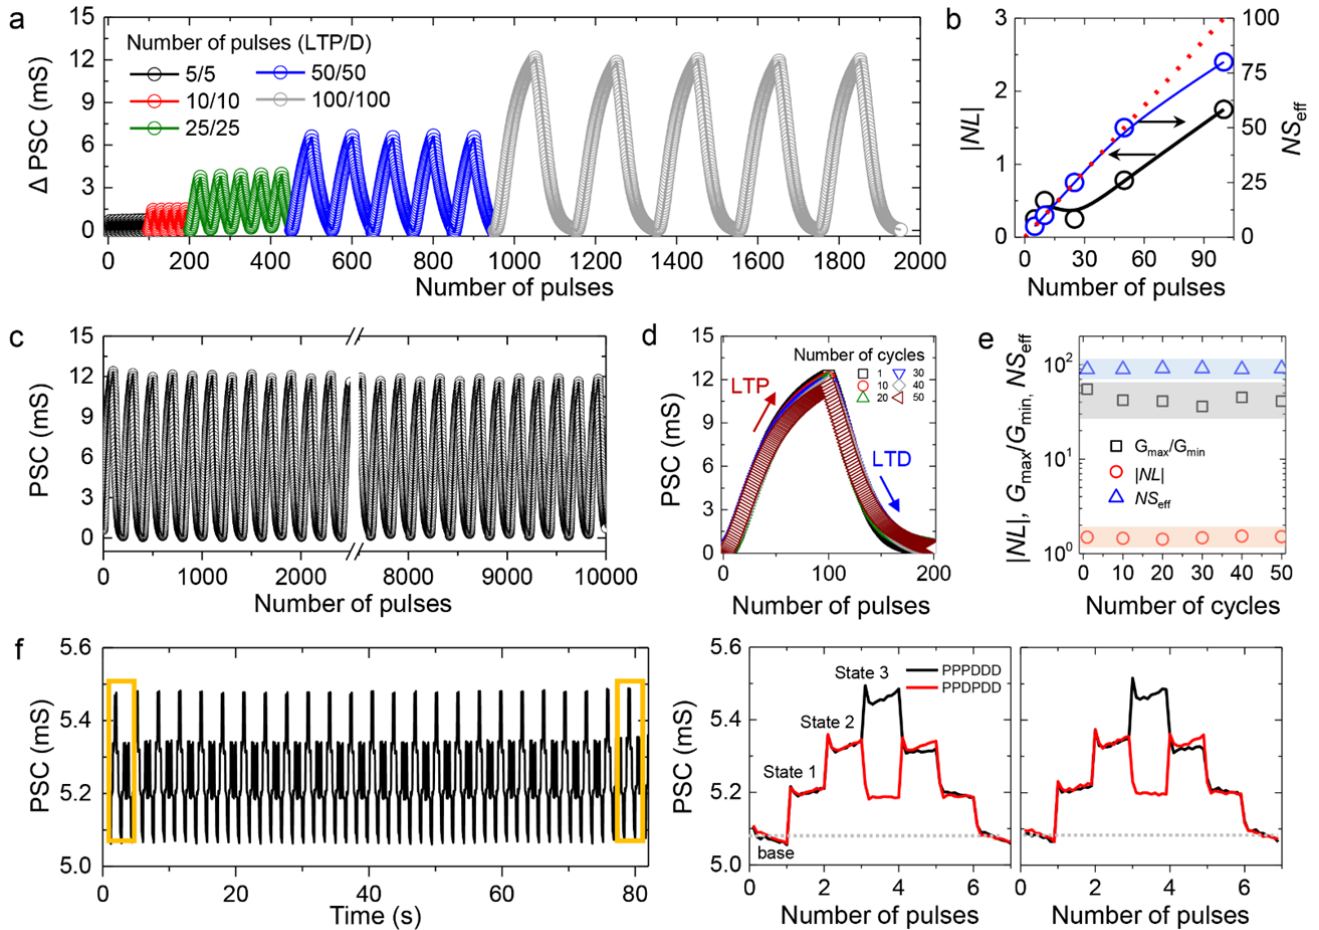 a
Δ PSC (mS)
15
12
9
6
3
0
Number of pulses (LTP/D)
5/5
50/50
10/10
100/100
25/25
0 200 400 600 800 1000 1200 1400 1600 1800 2000
Number of pulses
b
|NL|
3
2
1
0
100
75
50
25
0
NSeff
0 30 60 90
Number of pulses
c
PSC (mS)
15
12
9
6
3
0
0 1000 2000 8000 9000 10000
Number of pulses
d
PSC (mS)
15
12
9
6
3
0
Number of cycles
1 30
10 40
20 50
LTP
LTD
0 100 200
Number of pulses
e
|NL|, Gmax/Gmin, NSeff
10²
10¹
10⁰
Gmax/Gmin
|NL|
NSeff
0 10 20 30 40 50
Number of cycles
f
PSC (mS)
5.6
5.4
5.2
5.0
0 20 40 60 80
Time (s)
PSC (mS)
5.6
5.4
5.2
5.0
State 3
State 2
State 1
base
PPPDDD
PPDPDD
0 2 4 6
Number of pulses
0 2 4 6
Number of pulses